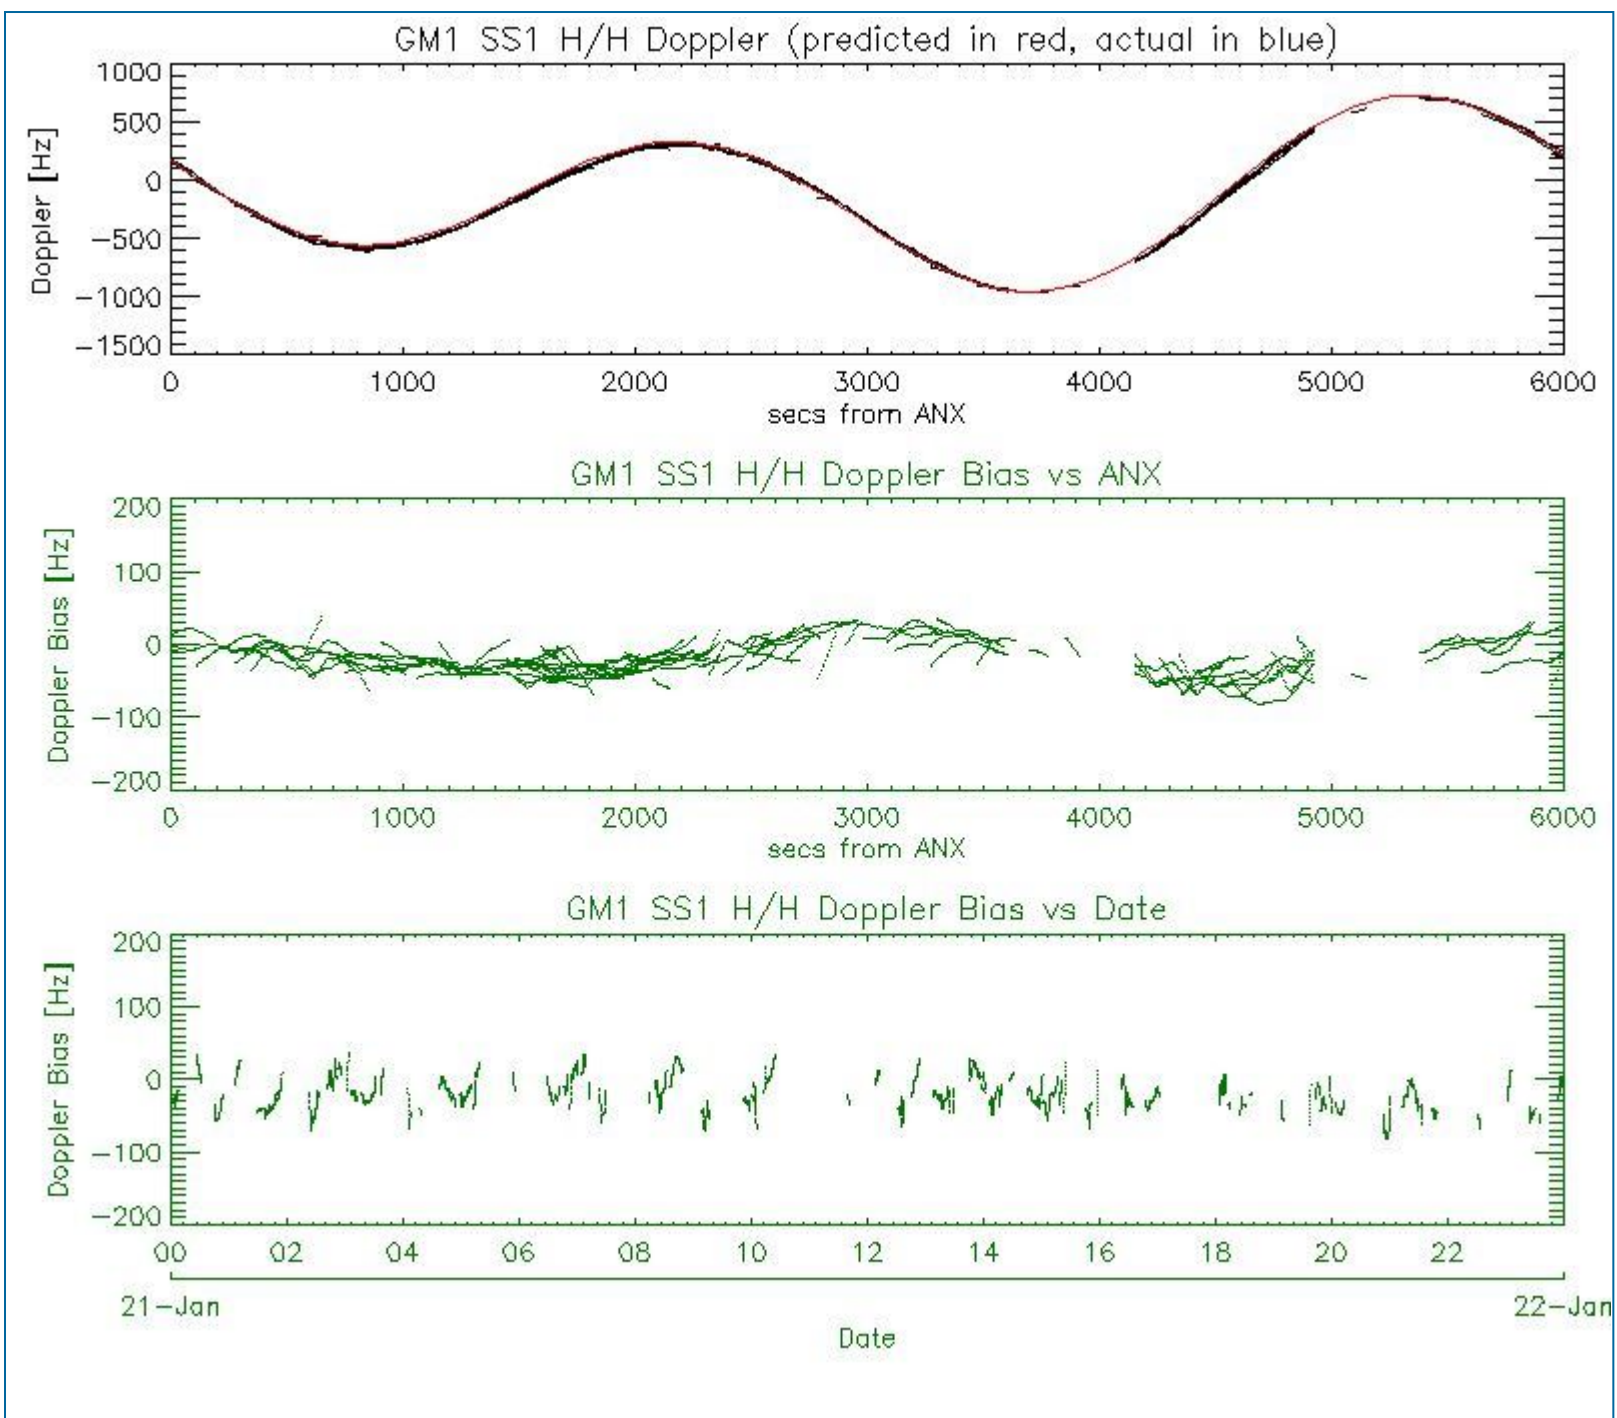 GM1 SS1 H/H Doppler (predicted in red, actual in blue)
1000
500
0
-500
-1000
-1500
Doppler [Hz]
0 1000 2000 3000 4000 5000 6000
secs from ANX
GM1 SS1 H/H Doppler Bias vs ANX
200
100
0
-100
-200
Doppler Bias [Hz]
0 1000 2000 3000 4000 5000 6000
secs from ANX
GM1 SS1 H/H Doppler Bias vs Date
200
100
0
-100
-200
Doppler Bias [Hz]
00 02 04 06 08 10 12 14 16 18 20 22
21-Jan 22-Jan
Date